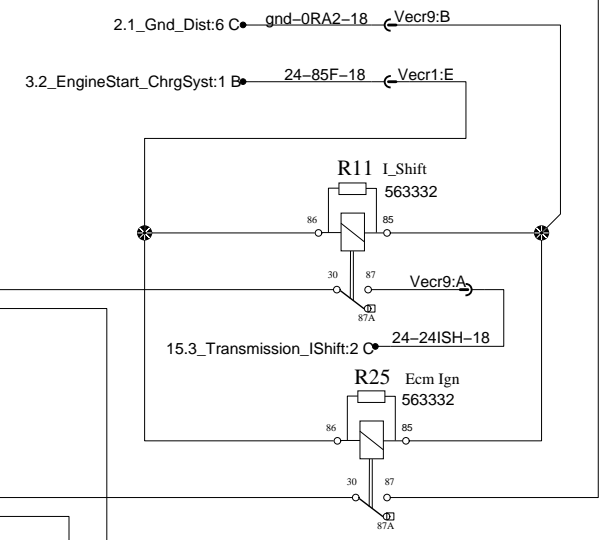 2.1_Gnd_Dist:6 C gnd-0RA2-18 Vecr9:B
3.2_EngineStart_ChrgSyst:1 B 24-85F-18 Vecr1:E
R11 I_Shift
563332
86 85
30 87 Vecr9:A
87A
15.3_Transmission_IShift:2 C 24-24ISH-18
R25 Ecm Ign
563332
86 85
30 87
87A